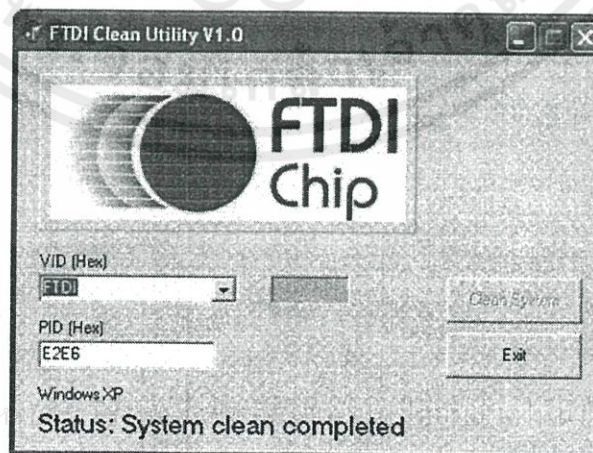 FTDI Clean Utility V1.0
FTDI
Chip
VID (Hex)
FTDI
Clean System
PID (Hex)
E2E6
Exit
Windows XP
Status: System clean completed